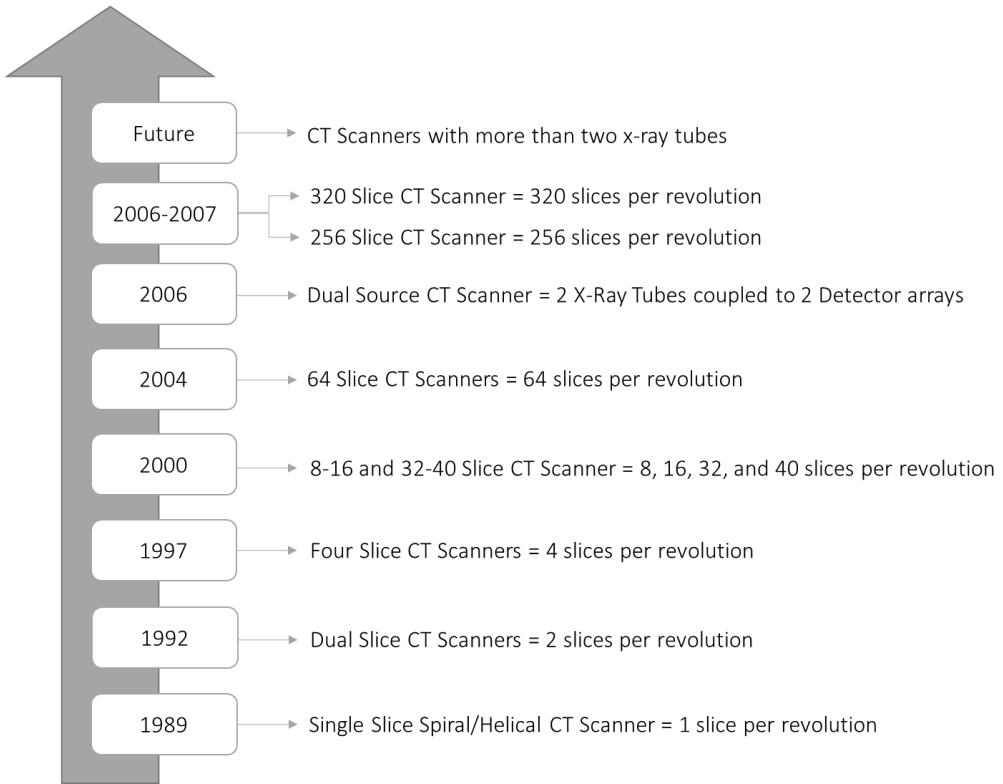 Future
CT Scanners with more than two x-ray tubes
2006-2007
320 Slice CT Scanner = 320 slices per revolution
256 Slice CT Scanner = 256 slices per revolution
2006
Dual Source CT Scanner = 2 X-Ray Tubes coupled to 2 Detector arrays
2004
64 Slice CT Scanners = 64 slices per revolution
2000
8-16 and 32-40 Slice CT Scanner = 8, 16, 32, and 40 slices per revolution
1997
Four Slice CT Scanners = 4 slices per revolution
1992
Dual Slice CT Scanners = 2 slices per revolution
1989
Single Slice Spiral/Helical CT Scanner = 1 slice per revolution